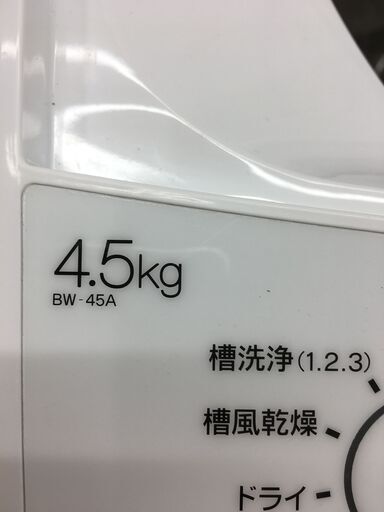 4.5kg
BW-45A
槽洗浄(1.2.3)
槽風乾燥
ドライ